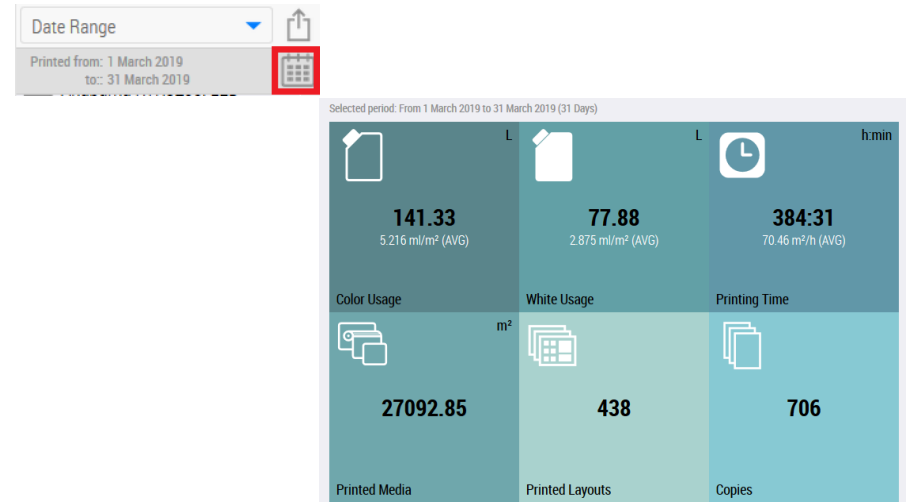 Date Range
Printed from: 1 March 2019
to:: 31 March 2019
Selected period: From 1 March 2019 to 31 March 2019 (31 Days)
L
L
h:min
141.33
77.88
384:31
5.216 ml/m² (AVG)
2.875 ml/m² (AVG)
70.46 m²/h (AVG)
Color Usage
White Usage
Printing Time
m²
27092.85
438
706
Printed Media
Printed Layouts
Copies